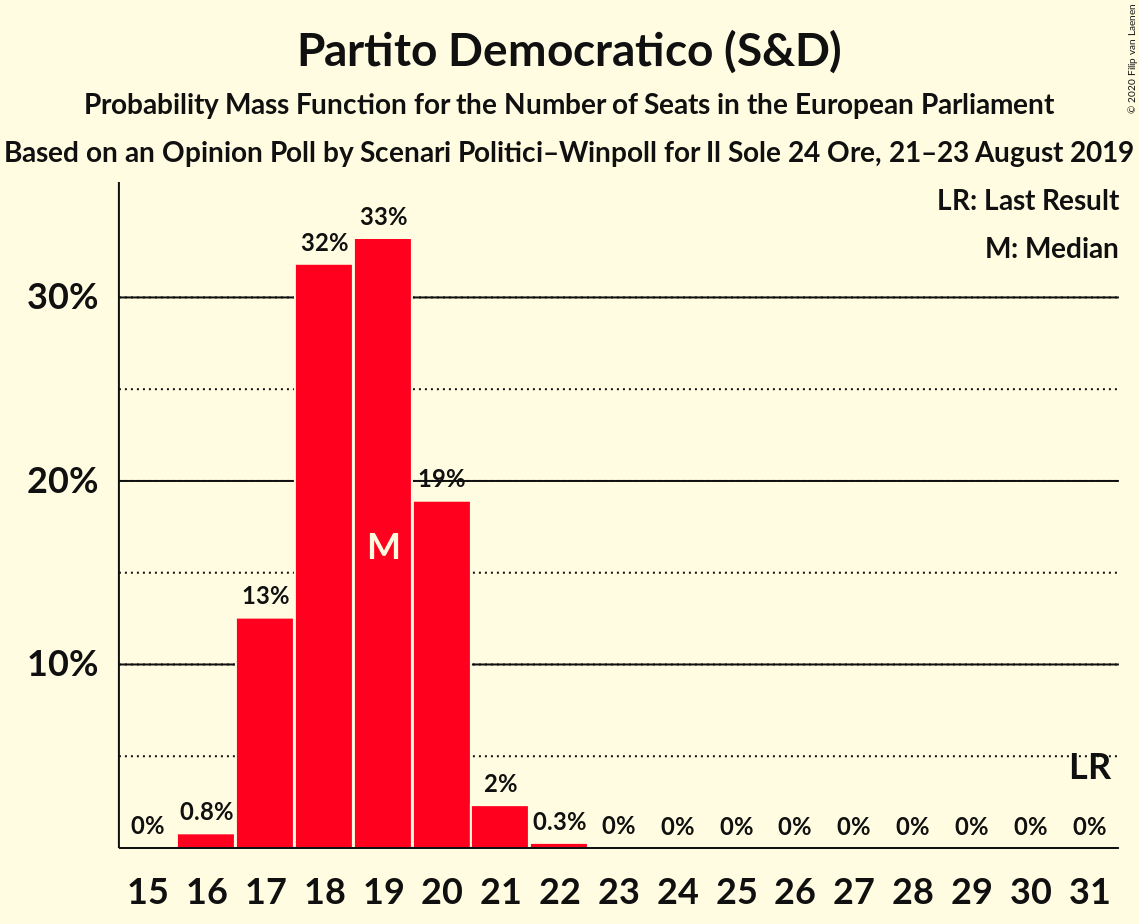 Partito Democratico (S&D)
Probability Mass Function for the Number of Seats in the European Parliament
Based on an Opinion Poll by Scenari Politici–Winpoll for Il Sole 24 Ore, 21–23 August 2019
© 2020 Filip van Laenen
LR: Last Result
M: Median
30%
20%
10%
0%
0.8%
13%
32%
33%
19%
2%
0.3%
0%
0%
0%
0%
0%
0%
0%
0%
0%
M
LR
15 16 17 18 19 20 21 22 23 24 25 26 27 28 29 30 31